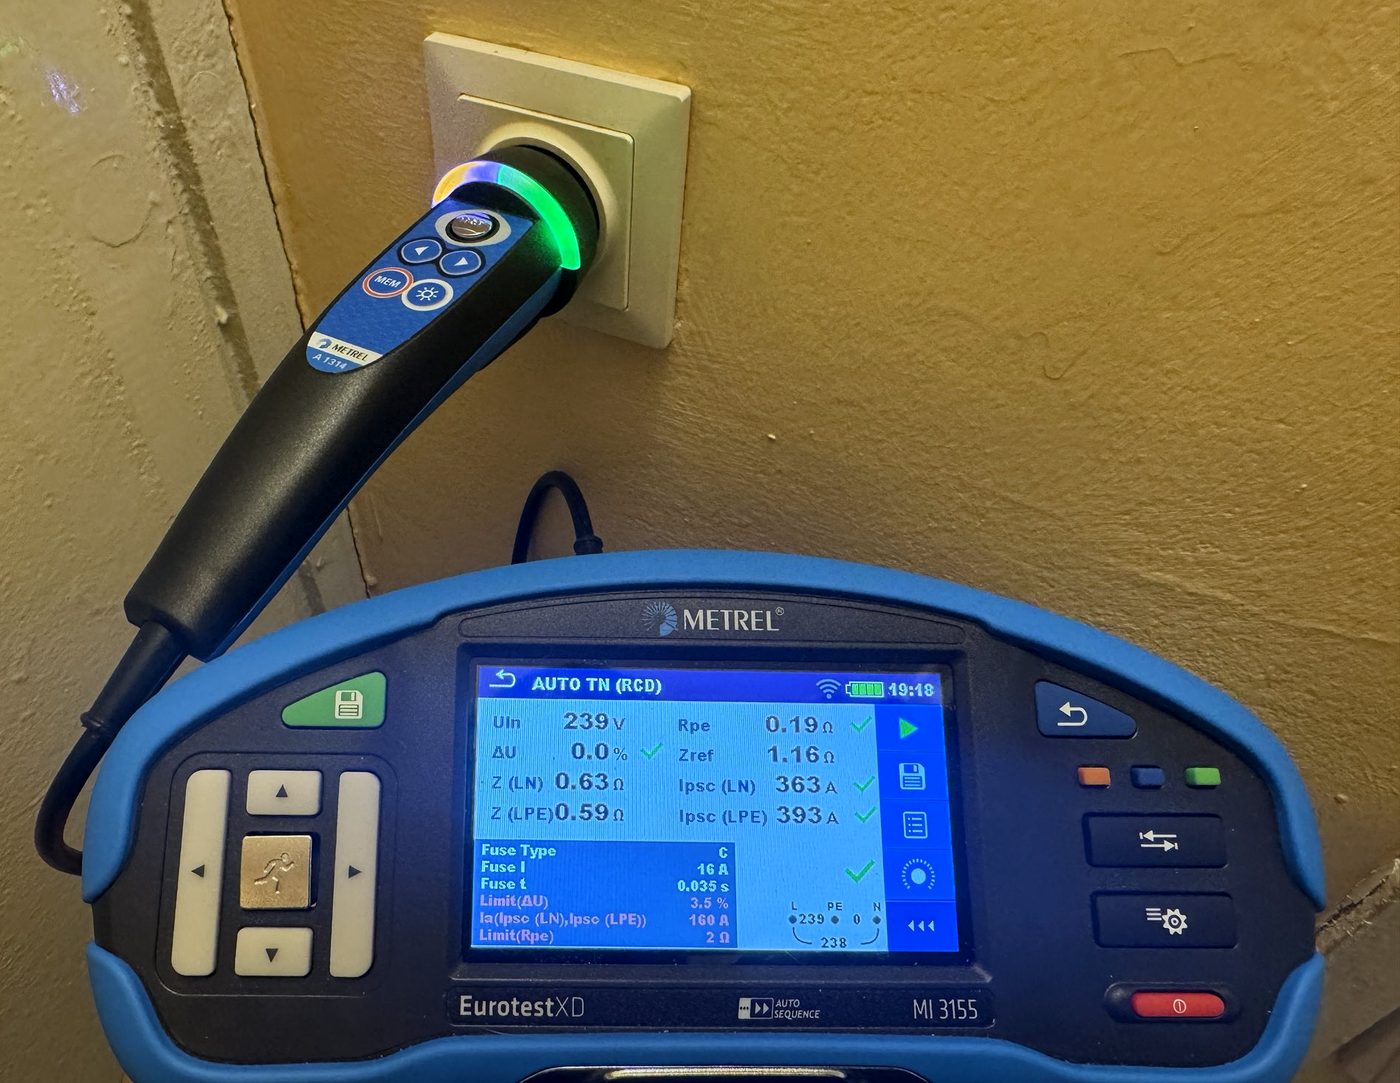 TEST
MEM
METREL
A 1314
METREL®
AUTO TN (RCD) 19:18
Uln 239 V Rpe 0.19 Ω
ΔU 0.0 % Zref 1.16 Ω
Z (LN) 0.63 Ω Ipsc (LN) 363 A
Z (LPE) 0.59 Ω Ipsc (LPE) 393 A
Fuse Type C
Fuse I 16 A
Fuse t 0.035 s
Limit(ΔU) 3.5 %
Ia(Ipsc (LN),Ipsc (LPE)) 160 A
Limit(Rpe) 2 Ω
L PE N
239 0
238
EurotestXD AUTO SEQUENCE MI 3155